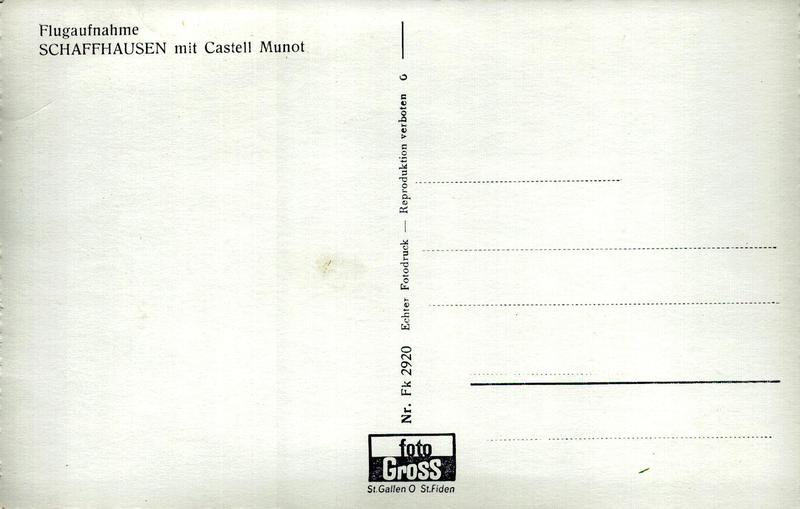 Flugaufnahme
SCHAFFHAUSEN mit Castell Munot
Nr. Fk 2920 Echter Fotodruck — Reproduktion verboten 6
foto
Gross
St.Gallen O St.Fiden